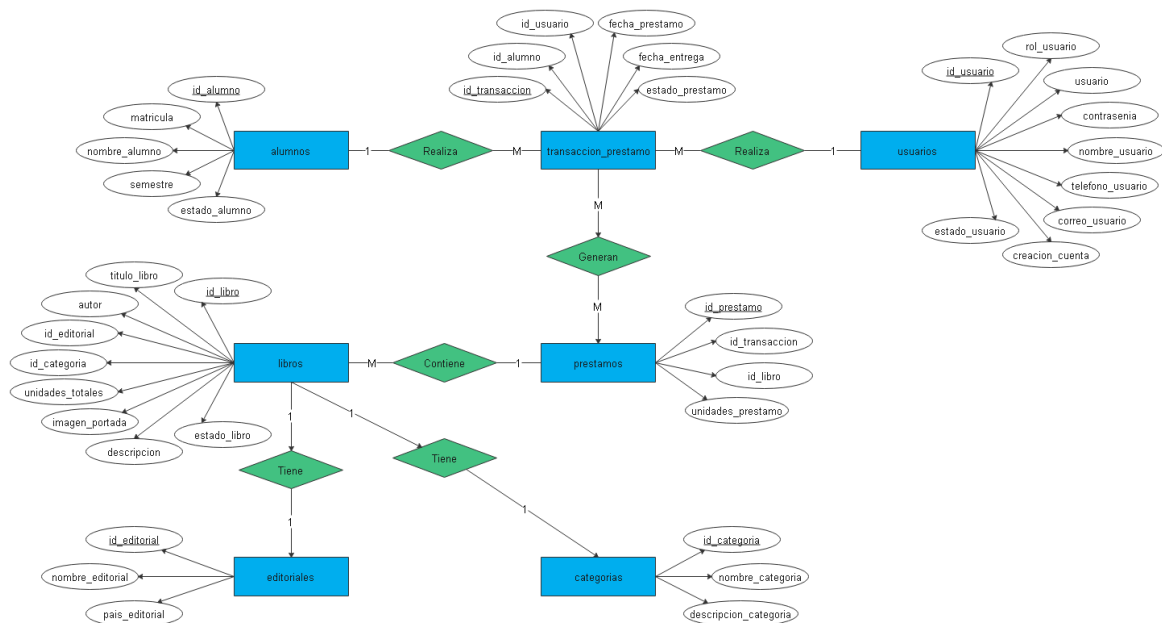 id_usuario
fecha_prestamo
id_alumno
fecha_entrega
id_transaccion
estado_prestamo
rol_usuario
id_usuario
usuario
contrasenia
nombre_usuario
telefono_usuario
correo_usuario
estado_usuario
creacion_cuenta
id_alumno
matricula
nombre_alumno
semestre
estado_alumno
alumnos
1
Realiza
M
transaccion_prestamo
M
Realiza
1
usuarios
M
Generan
M
titulo_libro
id_libro
autor
id_editorial
id_categoria
unidades_totales
imagen_portada
descripcion
estado_libro
libros
M
Contiene
1
prestamos
id_prestamo
id_transaccion
id_libro
unidades_prestamo
1
Tiene
1
1
Tiene
1
id_editorial
nombre_editorial
pais_editorial
editoriales
categorias
id_categoria
nombre_categoria
descripcion_categoria